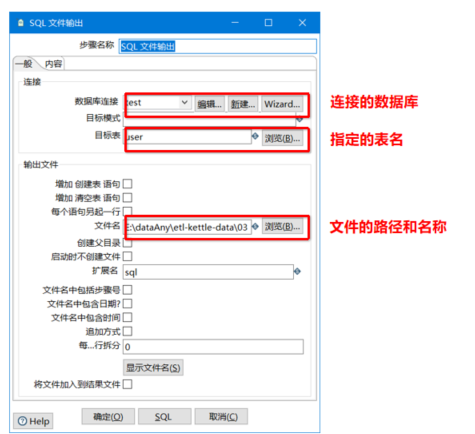 SQL 文件输出
步骤名称 SQL 文件输出
一般 内容
连接
数据库连接 test 编辑... 新建... Wizard...
连接的数据库
目标模式
目标表 user 浏览(B)...
指定的表名
输出文件
增加 创建表 语句
增加 清空表 语句
每个语句另起一行
文件名 E:\dataAny\etl-kettle-data\03 浏览(B)...
文件的路径和名称
创建父目录
启动时不创建文件
扩展名 sql
文件名中包括步骤号
文件名中包含日期?
文件名中包含时间
追加方式
每...行拆分 0
显示文件名(S)
将文件加入到结果文件
Help 确定(O) SQL 取消(C)